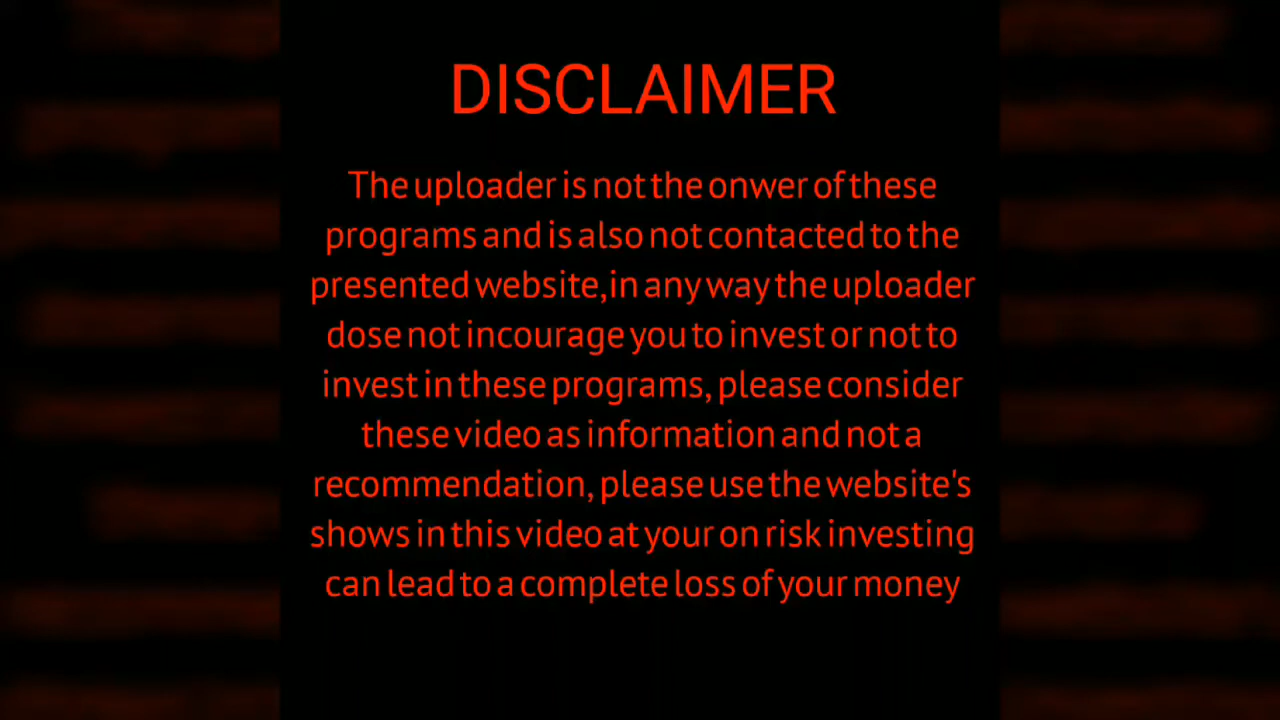 DISCLAIMER
The uploader is not the onwer of these
programs and is also not contacted to the
presented website,in any way the uploader
dose not incourage you to invest or not to
invest in these programs, please consider
these video as information and not a
recommendation, please use the website's
shows in this video at your on risk investing
can lead to a complete loss of your money